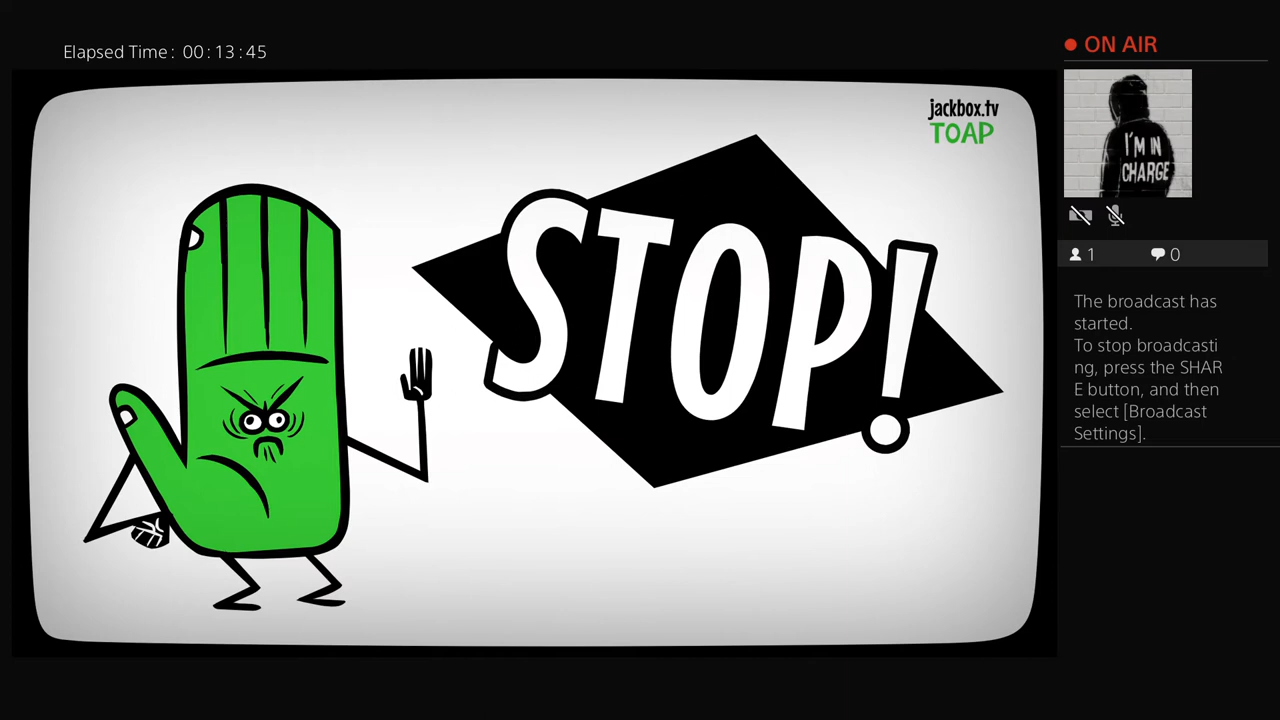 Elapsed Time: 00:13:45
ON AIR
jackbox.tv
TOAP
I'M IN
CHARGE
STOP!
1
0
The broadcast has
started.
To stop broadcasti
ng, press the SHAR
E button, and then
select [Broadcast
Settings].